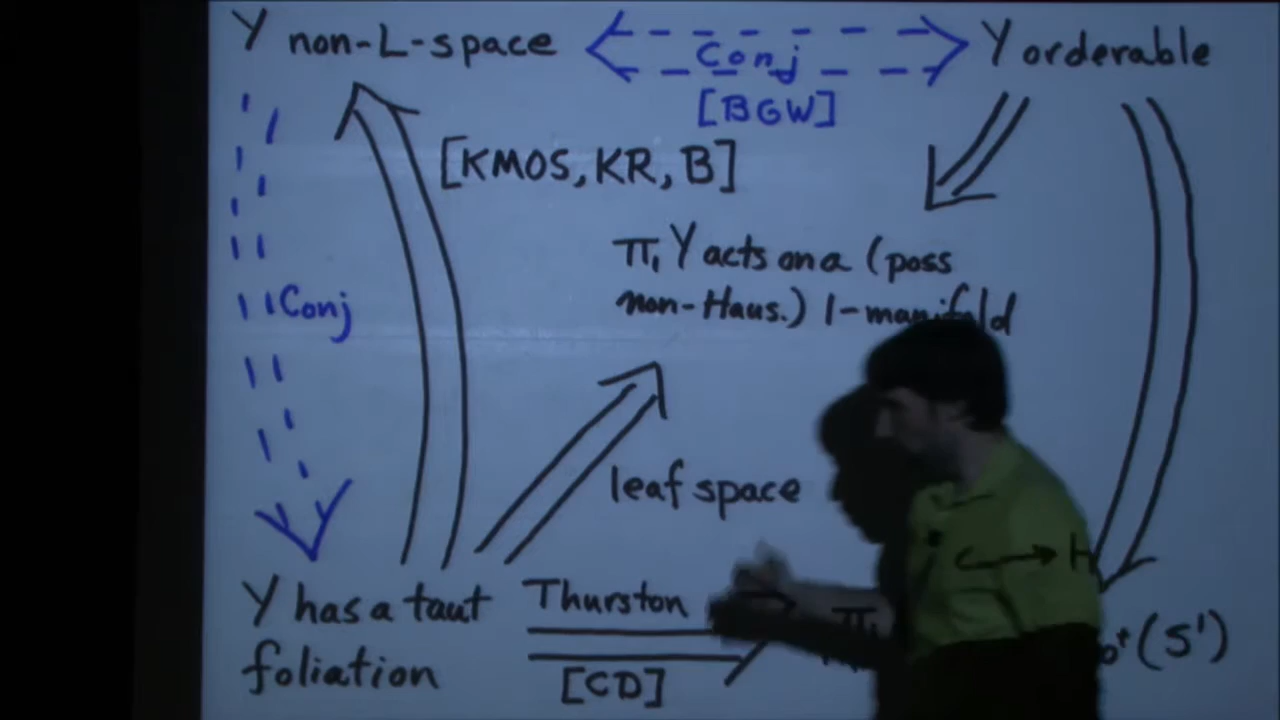 Y non-L-space
Conj
Y orderable
[BGW]
[KMOS, KR, B]
π₁ Y acts on a (poss
non-Haus.) 1-manifold
Conj
leaf space
Y has a taut
foliation
Thurston
[CD]
π₁
(S¹)